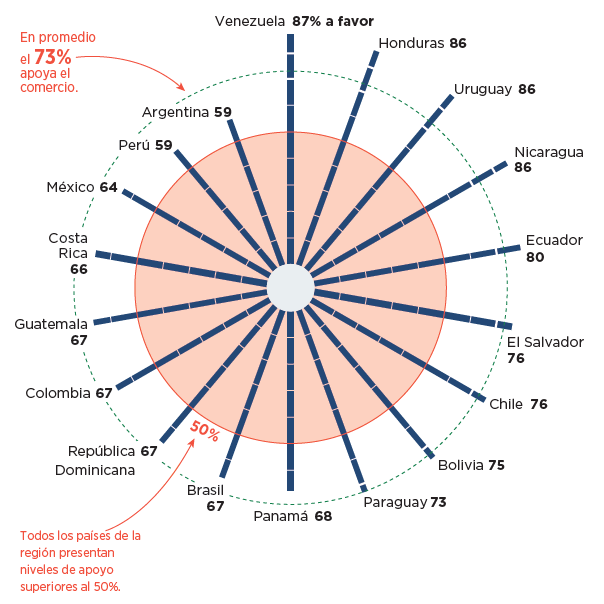 Venezuela 87% a favor
Honduras 86
Uruguay 86
Nicaragua
86
Ecuador
80
El Salvador
76
Chile 76
Bolivia 75
Paraguay 73
Panamá 68
Brasil
67
República 67
Dominicana
Colombia 67
Guatemala
67
Costa
Rica
66
México 64
Perú 59
Argentina 59
En promedio
el 73%
apoya el
comercio.
50%
Todos los países de la
región presentan
niveles de apoyo
superiores al 50%.